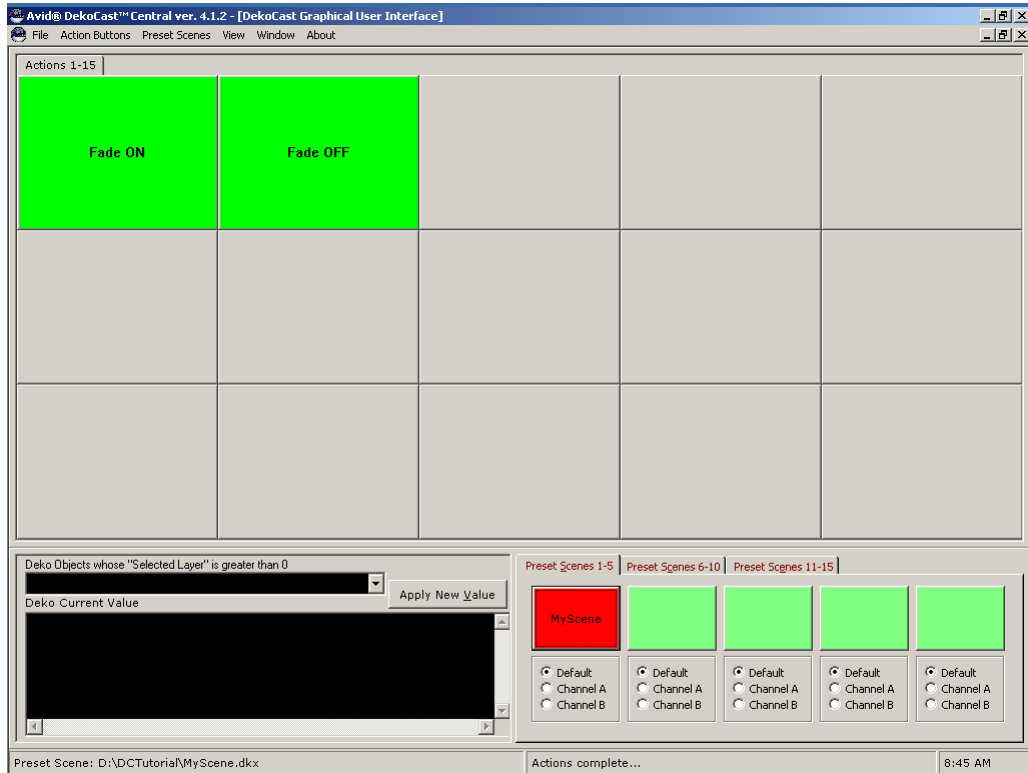 Avid® DekoCast™ Central ver. 4.1.2 - [DekoCast Graphical User Interface]
File Action Buttons Preset Scenes View Window About
Actions 1-15
Fade ON
Fade OFF
Deko Objects whose "Selected Layer" is greater than 0
Apply New Value
Deko Current Value
Preset Scenes 1-5
Preset Scenes 6-10
Preset Scenes 11-15
MyScene
Default Default Default Default Default
Channel A Channel A Channel A Channel A Channel A
Channel B Channel B Channel B Channel B Channel B
Preset Scene: D:\DCTutorial\MyScene.dkx
Actions complete...
8:45 AM